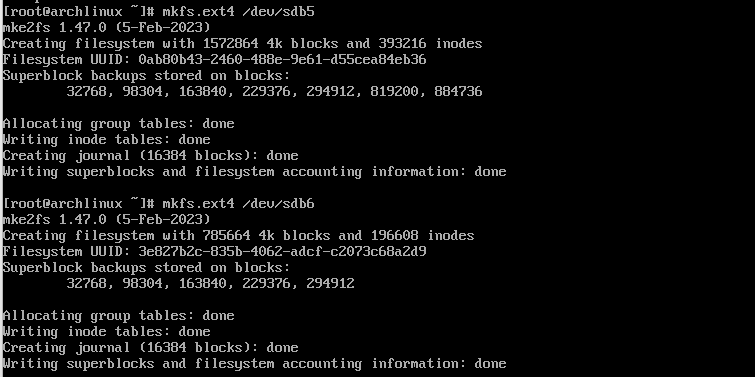 [root@archlinux ~]# mkfs.ext4 /dev/sdb5
mke2fs 1.47.0 (5-Feb-2023)
Creating filesystem with 1572864 4k blocks and 393216 inodes
Filesystem UUID: 0ab80b43-2460-488e-9e61-d55cea84eb36
Superblock backups stored on blocks:
        32768, 98304, 163840, 229376, 294912, 819200, 884736

Allocating group tables: done
Writing inode tables: done
Creating journal (16384 blocks): done
Writing superblocks and filesystem accounting information: done

[root@archlinux ~]# mkfs.ext4 /dev/sdb6
mke2fs 1.47.0 (5-Feb-2023)
Creating filesystem with 785664 4k blocks and 196608 inodes
Filesystem UUID: 3e827b2c-835b-4062-adcf-c2073c68a2d9
Superblock backups stored on blocks:
        32768, 98304, 163840, 229376, 294912

Allocating group tables: done
Writing inode tables: done
Creating journal (16384 blocks): done
Writing superblocks and filesystem accounting information: done